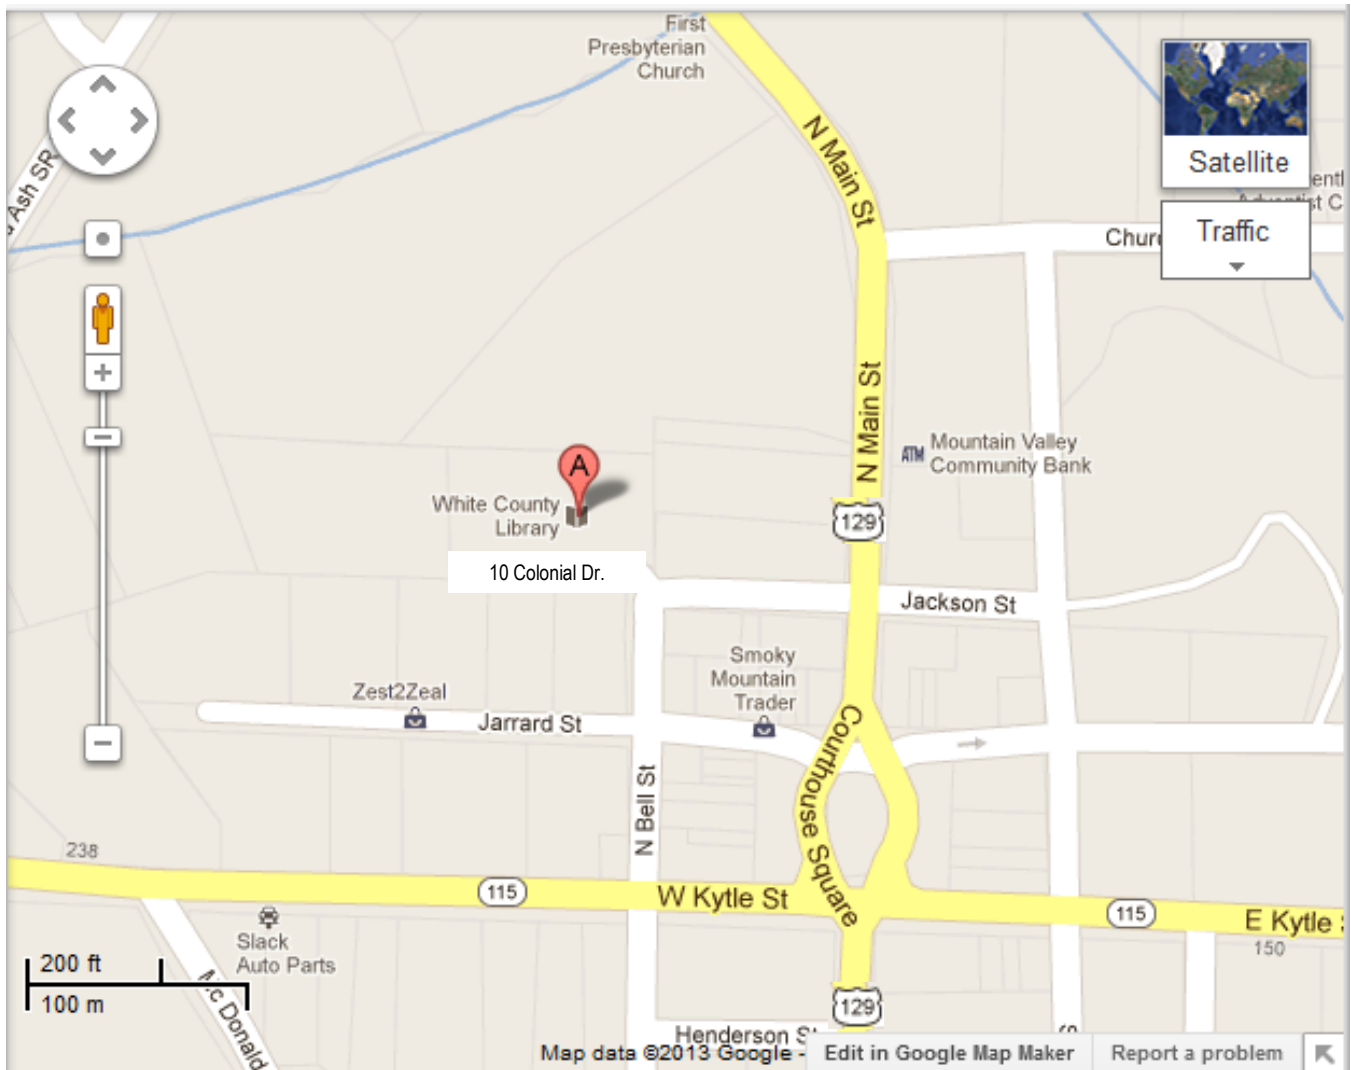 First
Presbyterian
Church
N Main St
Satellite
Ash SR
Traffic
N Main St
Mountain Valley
Community Bank
ATM
A
White County
Library
129
10 Colonial Dr.
Jackson St
Smoky
Mountain
Trader
Zest2Zeal
Jarrard St
Courthouse Square
N Bell St
238
115
W Kytle St
115
E Kytle
150
Slack
Auto Parts
200 ft
100 m
Mc Donald
129
Henderson St
Map data ©2013 Google -
Edit in Google Map Maker
Report a problem